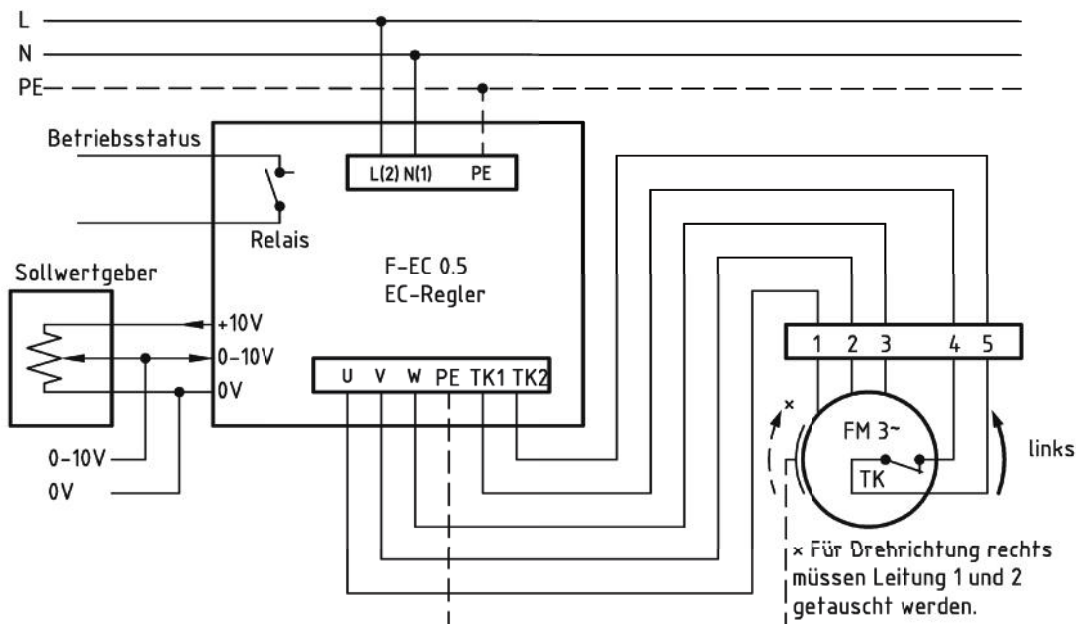 L
N
PE
Betriebsstatus
L(2) N(1) PE
Relais
Sollwertgeber
F-EC 0.5
EC-Regler
+10V
0-10V
0V
U V W PE TK1 TK2
0-10V
0V
1 2 3 4 5
×
FM 3~
TK
links
× Für Drehrichtung rechts
müssen Leitung 1 und 2
getauscht werden.